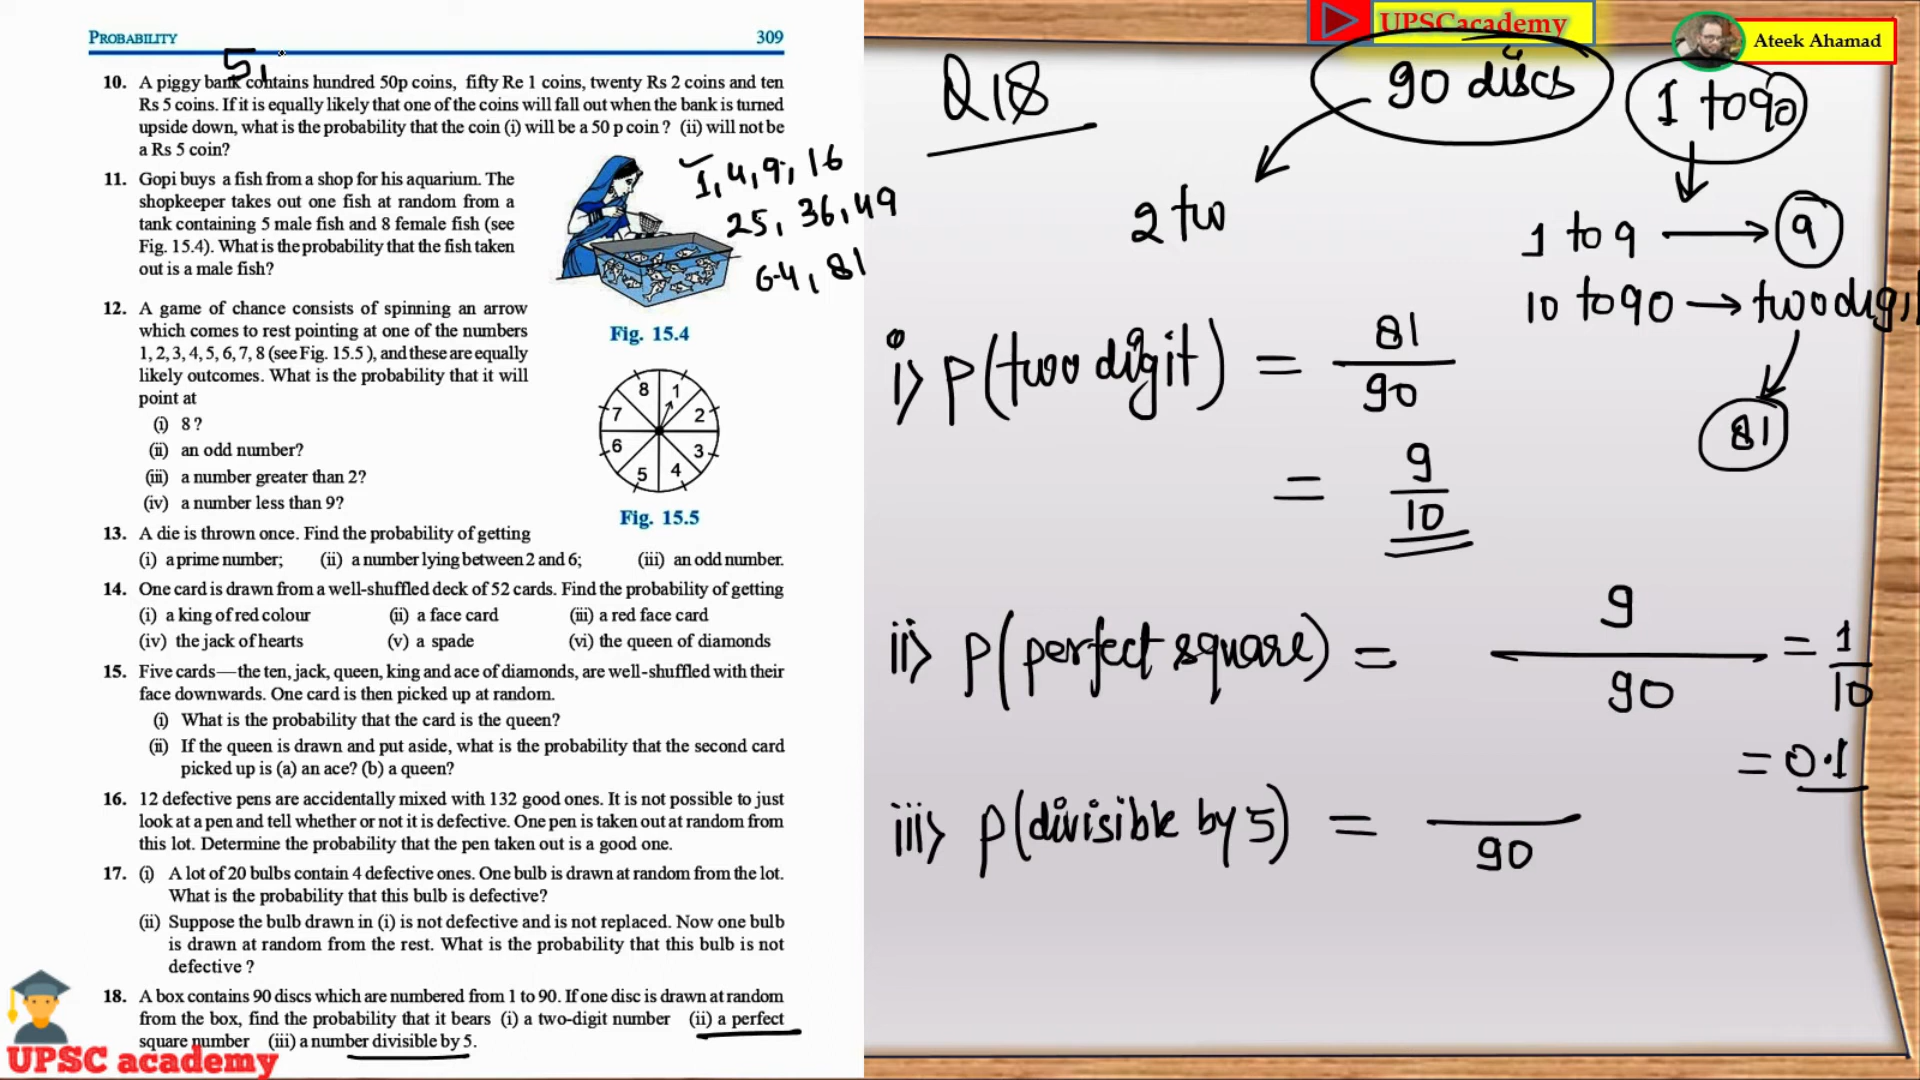 PROBABILITY 309
5,
10. A piggy bank contains hundred 50p coins, fifty Re 1 coins, twenty Rs 2 coins and ten
Rs 5 coins. If it is equally likely that one of the coins will fall out when the bank is turned
upside down, what is the probability that the coin (i) will be a 50 p coin ? (ii) will not be
a Rs 5 coin?
11. Gopi buys a fish from a shop for his aquarium. The
shopkeeper takes out one fish at random from a
tank containing 5 male fish and 8 female fish (see
Fig. 15.4). What is the probability that the fish taken
out is a male fish?
1, 4, 9, 16
25, 36, 49
64, 81
Fig. 15.4
12. A game of chance consists of spinning an arrow
which comes to rest pointing at one of the numbers
1, 2, 3, 4, 5, 6, 7, 8 (see Fig. 15.5 ), and these are equally
likely outcomes. What is the probability that it will
point at
(i) 8 ?
(ii) an odd number?
(iii) a number greater than 2?
(iv) a number less than 9?
8 1
7 2
6 3
5 4
Fig. 15.5
13. A die is thrown once. Find the probability of getting
(i) a prime number; (ii) a number lying between 2 and 6; (iii) an odd number.
14. One card is drawn from a well-shuffled deck of 52 cards. Find the probability of getting
(i) a king of red colour (ii) a face card (iii) a red face card
(iv) the jack of hearts (v) a spade (vi) the queen of diamonds
15. Five cards—the ten, jack, queen, king and ace of diamonds, are well-shuffled with their
face downwards. One card is then picked up at random.
(i) What is the probability that the card is the queen?
(ii) If the queen is drawn and put aside, what is the probability that the second card
picked up is (a) an ace? (b) a queen?
16. 12 defective pens are accidentally mixed with 132 good ones. It is not possible to just
look at a pen and tell whether or not it is defective. One pen is taken out at random from
this lot. Determine the probability that the pen taken out is a good one.
17. (i) A lot of 20 bulbs contain 4 defective ones. One bulb is drawn at random from the lot.
What is the probability that this bulb is defective?
(ii) Suppose the bulb drawn in (i) is not defective and is not replaced. Now one bulb
is drawn at random from the rest. What is the probability that this bulb is not
defective ?
18. A box contains 90 discs which are numbered from 1 to 90. If one disc is drawn at random
from the box, find the probability that it bears (i) a two-digit number (ii) a perfect
square number (iii) a number divisible by 5.
UPSC academy
UPSCacademy
Ateek Ahamad
Q18 90 discs 1 to 90
2 two
1 to 9 → 9
10 to 90 → two digi
81
i) P(two digit) = 81/90
= 9/10
ii) P(perfect square) = 9/90 = 1/10
= 0.1
iii) P(divisible by 5) = /90